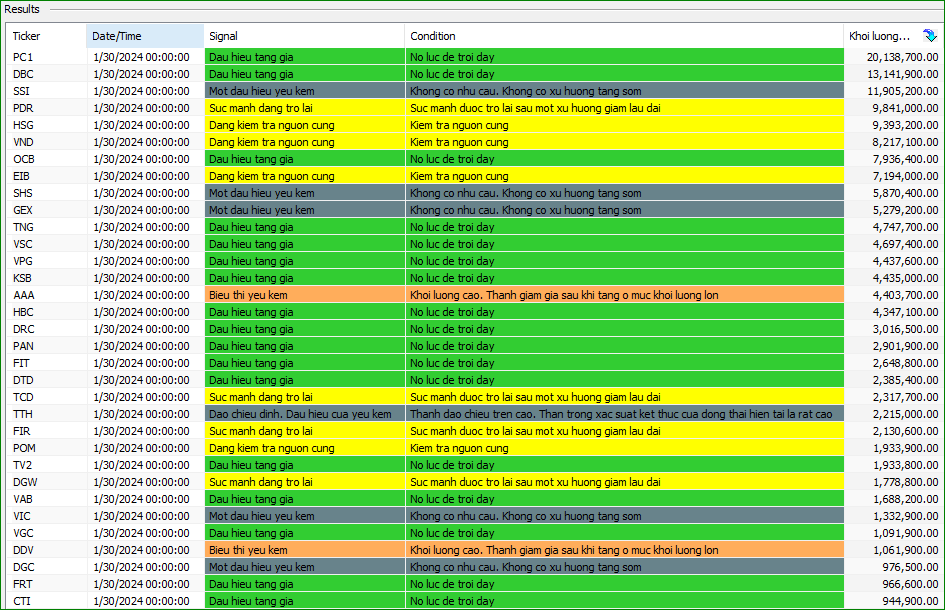 Results
Ticker Date/Time Signal Condition Khoi luong...
PC1 1/30/2024 00:00:00 Dau hieu tang gia No luc de troi day 20,138,700.00
DBC 1/30/2024 00:00:00 Dau hieu tang gia No luc de troi day 13,141,900.00
SSI 1/30/2024 00:00:00 Mot dau hieu yeu kem Khong co nhu cau. Khong co xu huong tang som 11,905,200.00
PDR 1/30/2024 00:00:00 Suc manh dang tro lai Suc manh duoc tro lai sau mot xu huong giam lau dai 9,841,000.00
HSG 1/30/2024 00:00:00 Dang kiem tra nguon cung Kiem tra nguon cung 9,393,200.00
VND 1/30/2024 00:00:00 Dang kiem tra nguon cung Kiem tra nguon cung 8,217,100.00
OCB 1/30/2024 00:00:00 Dau hieu tang gia No luc de troi day 7,936,400.00
EIB 1/30/2024 00:00:00 Dang kiem tra nguon cung Kiem tra nguon cung 7,194,000.00
SHS 1/30/2024 00:00:00 Mot dau hieu yeu kem Khong co nhu cau. Khong co xu huong tang som 5,870,400.00
GEX 1/30/2024 00:00:00 Mot dau hieu yeu kem Khong co nhu cau. Khong co xu huong tang som 5,279,200.00
TNG 1/30/2024 00:00:00 Dau hieu tang gia No luc de troi day 4,747,700.00
VSC 1/30/2024 00:00:00 Dau hieu tang gia No luc de troi day 4,697,400.00
VPG 1/30/2024 00:00:00 Dau hieu tang gia No luc de troi day 4,437,600.00
KSB 1/30/2024 00:00:00 Dau hieu tang gia No luc de troi day 4,435,000.00
AAA 1/30/2024 00:00:00 Bieu thi yeu kem Khoi luong cao. Thanh giam gia sau khi tang o muc khoi luong lon 4,403,700.00
HBC 1/30/2024 00:00:00 Dau hieu tang gia No luc de troi day 4,347,100.00
DRC 1/30/2024 00:00:00 Dau hieu tang gia No luc de troi day 3,016,500.00
PAN 1/30/2024 00:00:00 Dau hieu tang gia No luc de troi day 2,901,900.00
FIT 1/30/2024 00:00:00 Dau hieu tang gia No luc de troi day 2,648,800.00
DTD 1/30/2024 00:00:00 Dau hieu tang gia No luc de troi day 2,385,400.00
TCD 1/30/2024 00:00:00 Suc manh dang tro lai Suc manh duoc tro lai sau mot xu huong giam lau dai 2,317,700.00
TTH 1/30/2024 00:00:00 Dao chieu dinh. Dau hieu cua yeu kem Thanh dao chieu tren cao. Than trong xac suat ket thuc cua dong thai hien tai la rat cao 2,215,000.00
FIR 1/30/2024 00:00:00 Suc manh dang tro lai Suc manh duoc tro lai sau mot xu huong giam lau dai 2,130,600.00
POM 1/30/2024 00:00:00 Dang kiem tra nguon cung Kiem tra nguon cung 1,933,900.00
TV2 1/30/2024 00:00:00 Dau hieu tang gia No luc de troi day 1,933,800.00
DGW 1/30/2024 00:00:00 Suc manh dang tro lai Suc manh duoc tro lai sau mot xu huong giam lau dai 1,778,800.00
VAB 1/30/2024 00:00:00 Dau hieu tang gia No luc de troi day 1,688,200.00
VIC 1/30/2024 00:00:00 Mot dau hieu yeu kem Khong co nhu cau. Khong co xu huong tang som 1,332,900.00
VGC 1/30/2024 00:00:00 Dau hieu tang gia No luc de troi day 1,091,900.00
DDV 1/30/2024 00:00:00 Bieu thi yeu kem Khoi luong cao. Thanh giam gia sau khi tang o muc khoi luong lon 1,061,900.00
DGC 1/30/2024 00:00:00 Mot dau hieu yeu kem Khong co nhu cau. Khong co xu huong tang som 976,500.00
FRT 1/30/2024 00:00:00 Dau hieu tang gia No luc de troi day 966,600.00
CTI 1/30/2024 00:00:00 Dau hieu tang gia No luc de troi day 944,900.00